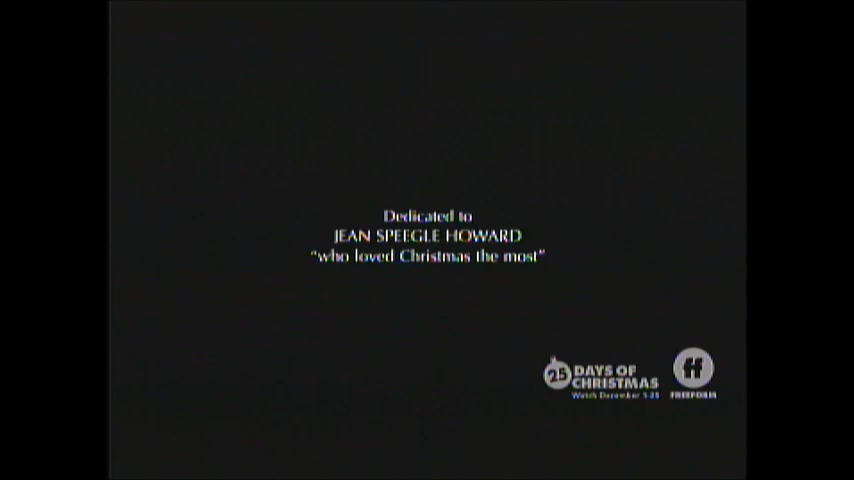 Dedicated to
JEAN SPEEGLE HOWARD
"who loved Christmas the most"
25 DAYS OF
CHRISTMAS
Watch December 1-25
ff
FREEFORM